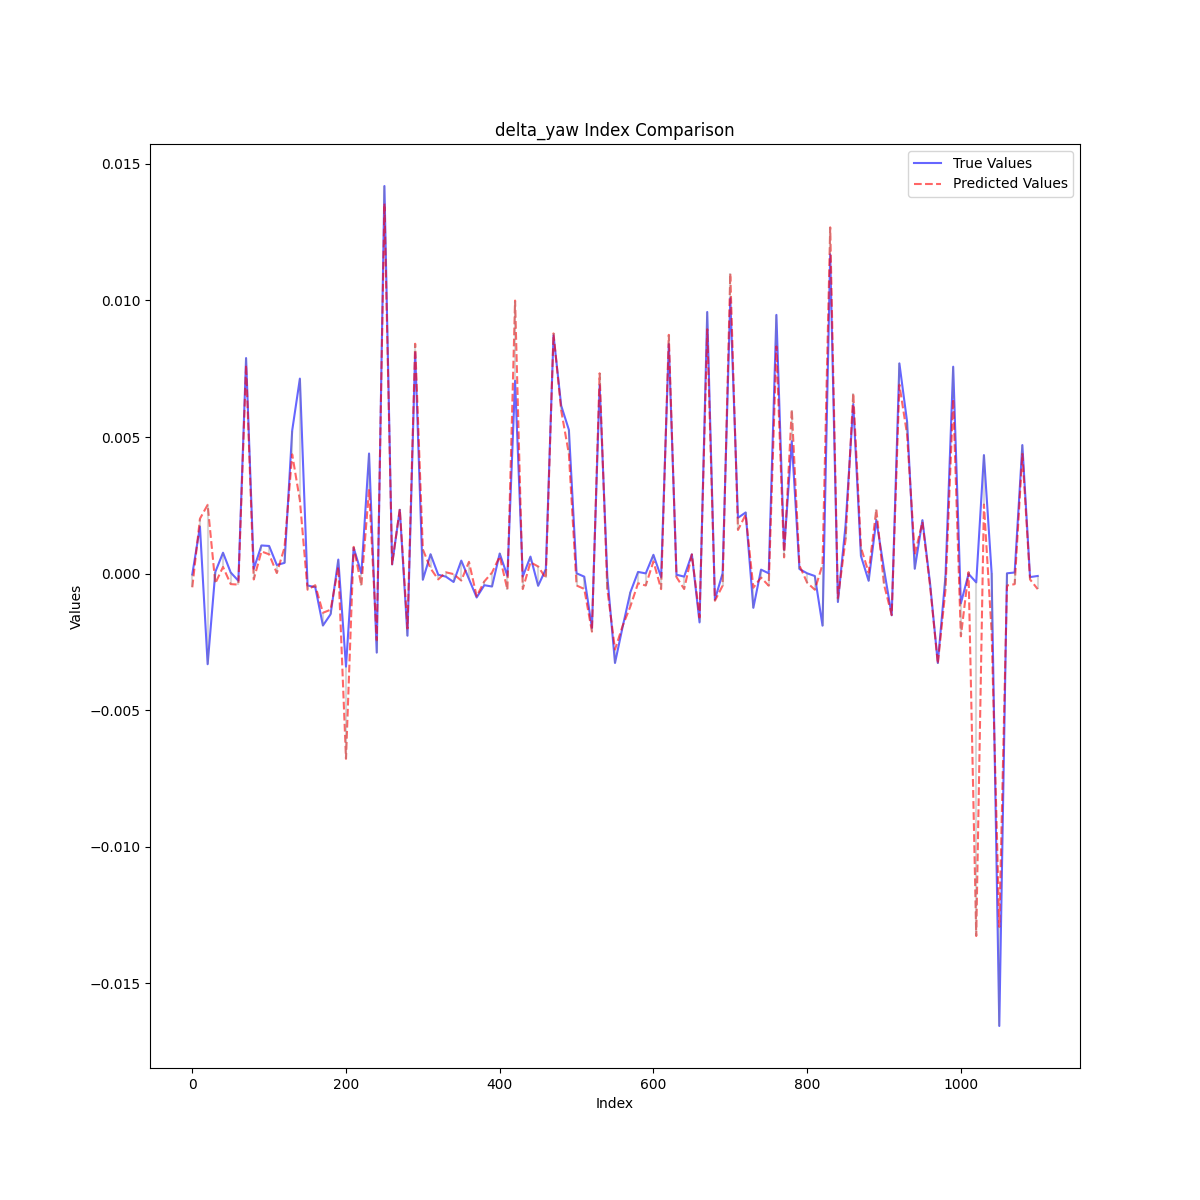 delta_yaw Index Comparison
True Values
Predicted Values
0.015
0.010
0.005
0.000
−0.005
−0.010
−0.015
Values
0 200 400 600 800 1000
Index